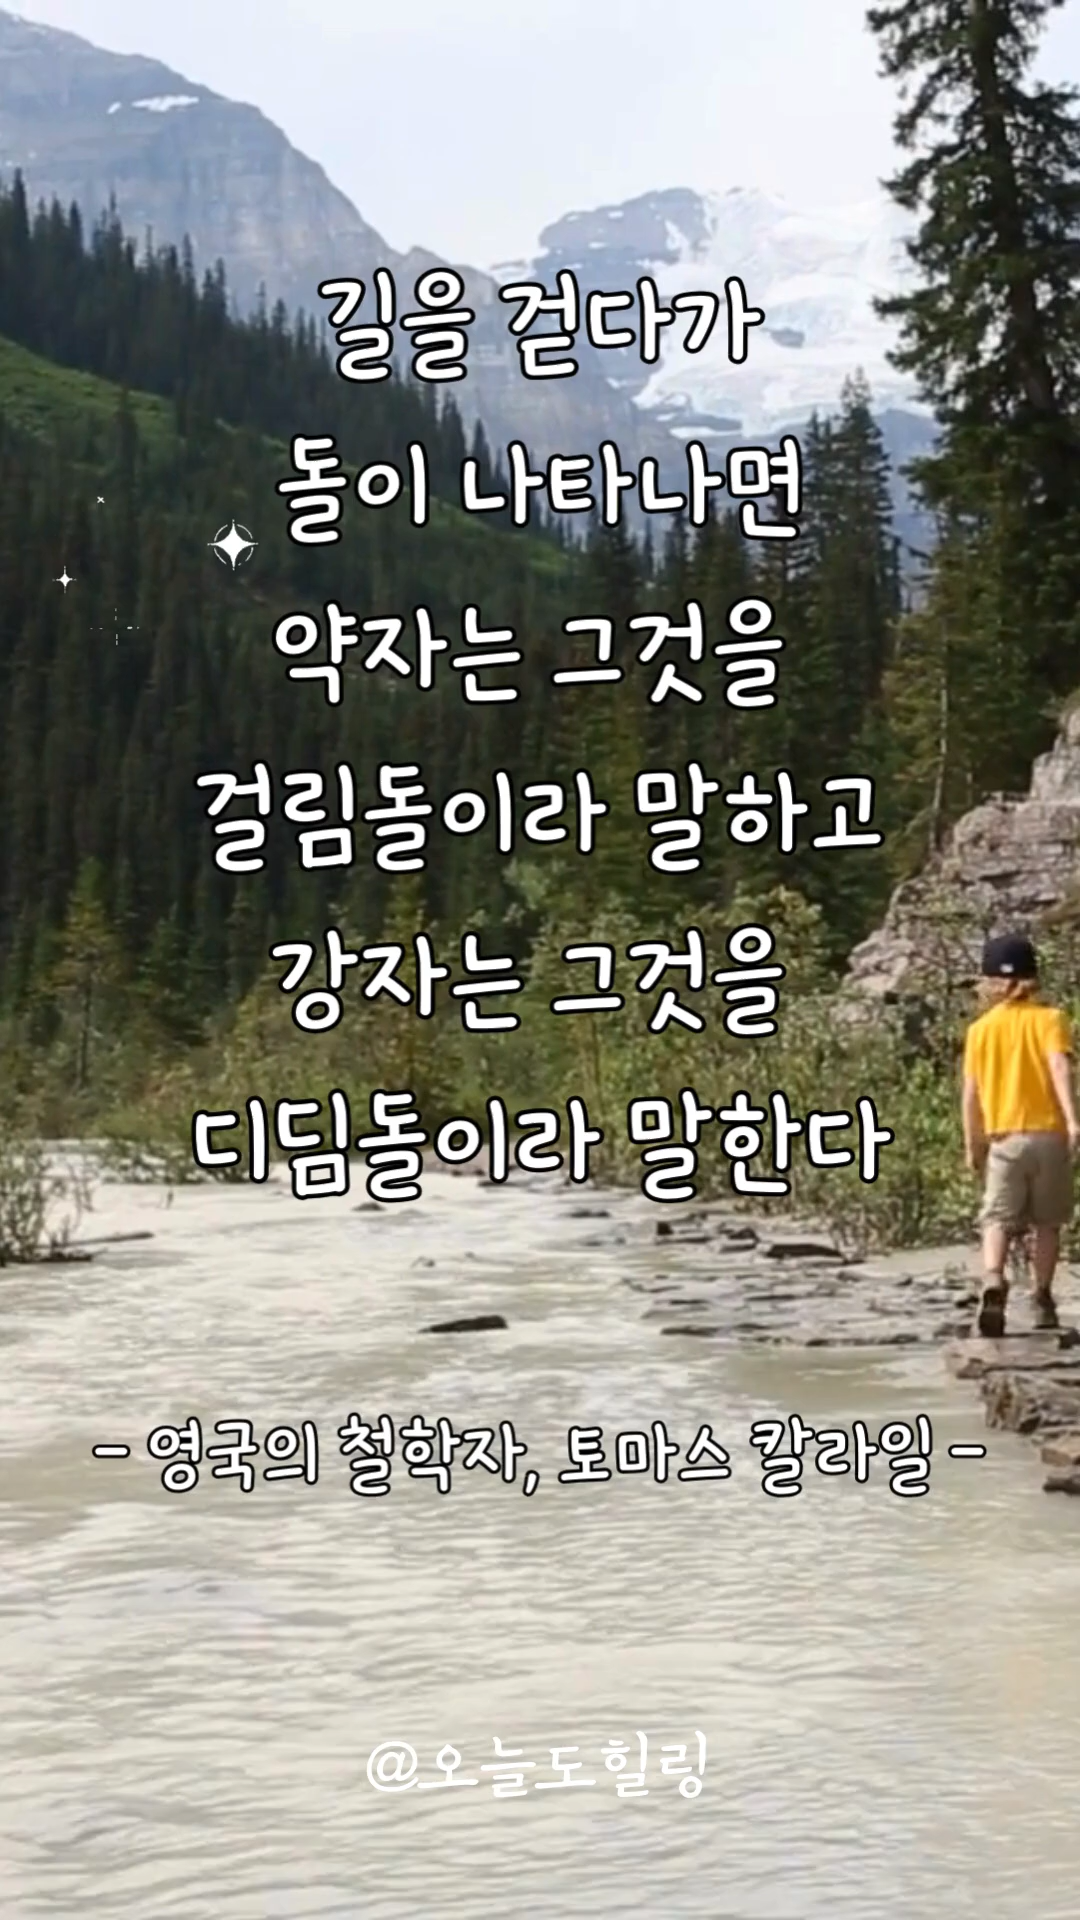 길을 걷다가
돌이 나타나면
약자는 그것을
걸림돌이라 말하고
강자는 그것을
디딤돌이라 말한다
- 영국의 철학자, 토마스 칼라일 -
@오늘도힐링